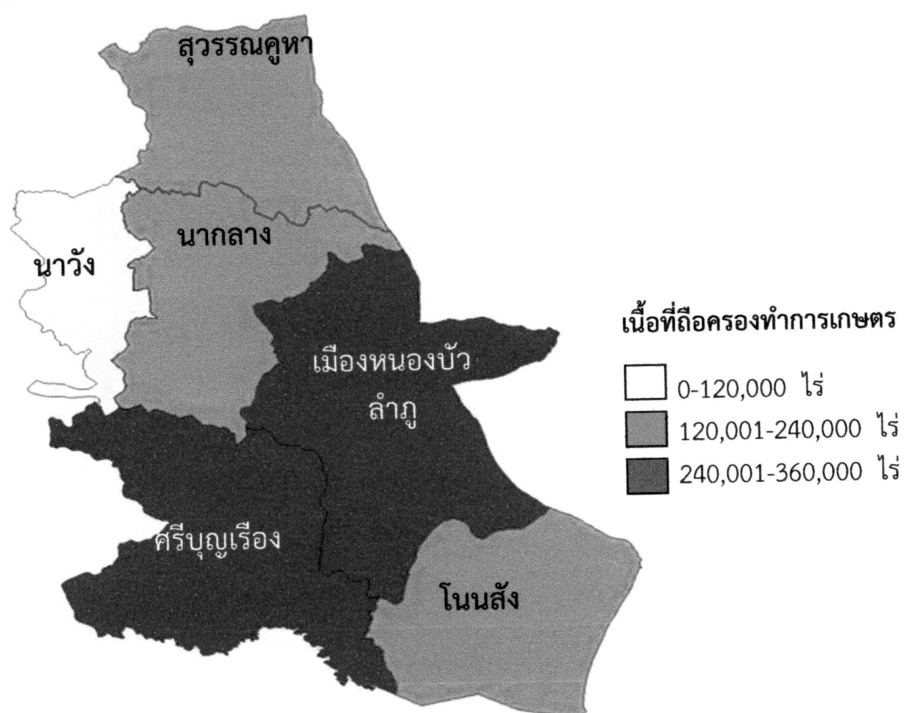 สุวรรณคูหา
นากลาง
นาวัง
เนื้อที่ถือครองทำการเกษตร
เมืองหนองบัว
ลำภู
0-120,000 ไร่
120,001-240,000 ไร่
240,001-360,000 ไร่
ศรีบุญเรือง
โนนสัง